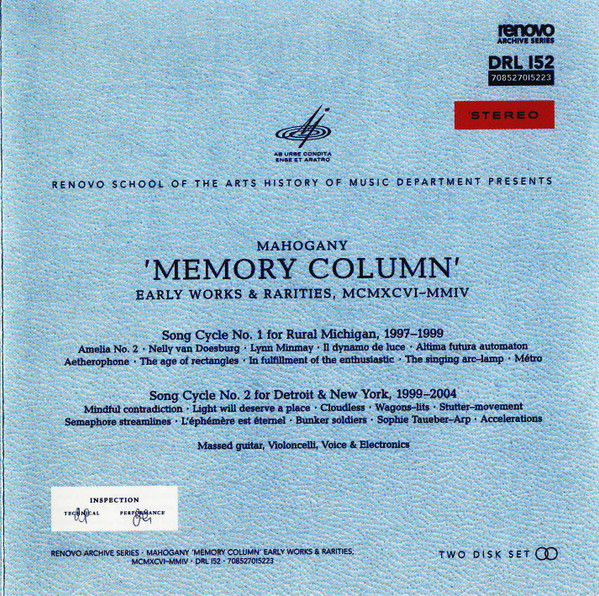 renovo
ARCHIVE SERIES
DRL 152
708527015223
'STEREO
AB URBE CONDITA
ENSE ET ARATRO
RENOVO SCHOOL OF THE ARTS HISTORY OF MUSIC DEPARTMENT PRESENTS
MAHOGANY
'MEMORY COLUMN'
EARLY WORKS & RARITIES, MCMXCVI–MMIV
Song Cycle No. 1 for Rural Michigan, 1997–1999
Amelia No. 2 · Nelly van Doesburg · Lynn Minmay · Il dynamo de luce · Altima futura automaton
Aetherophone · The age of rectangles · In fulfillment of the enthusiastic · The singing arc–lamp · Métro
Song Cycle No. 2 for Detroit & New York, 1999–2004
Mindful contradiction · Light will deserve a place · Cloudless · Wagons–lits · Stutter–movement
Semaphore streamlines · L'éphémère est éternel · Bunker soldiers · Sophie Taueber–Arp · Accelerations
Massed guitar, Violoncelli, Voice & Electronics
INSPECTION
TECHNICAL PERFORMANCE
RENOVO ARCHIVE SERIES · MAHOGANY 'MEMORY COLUMN' EARLY WORKS & RARITIES,
· MCMXCVI–MMIV · DRL 152 · 708527015223
TWO DISK SET